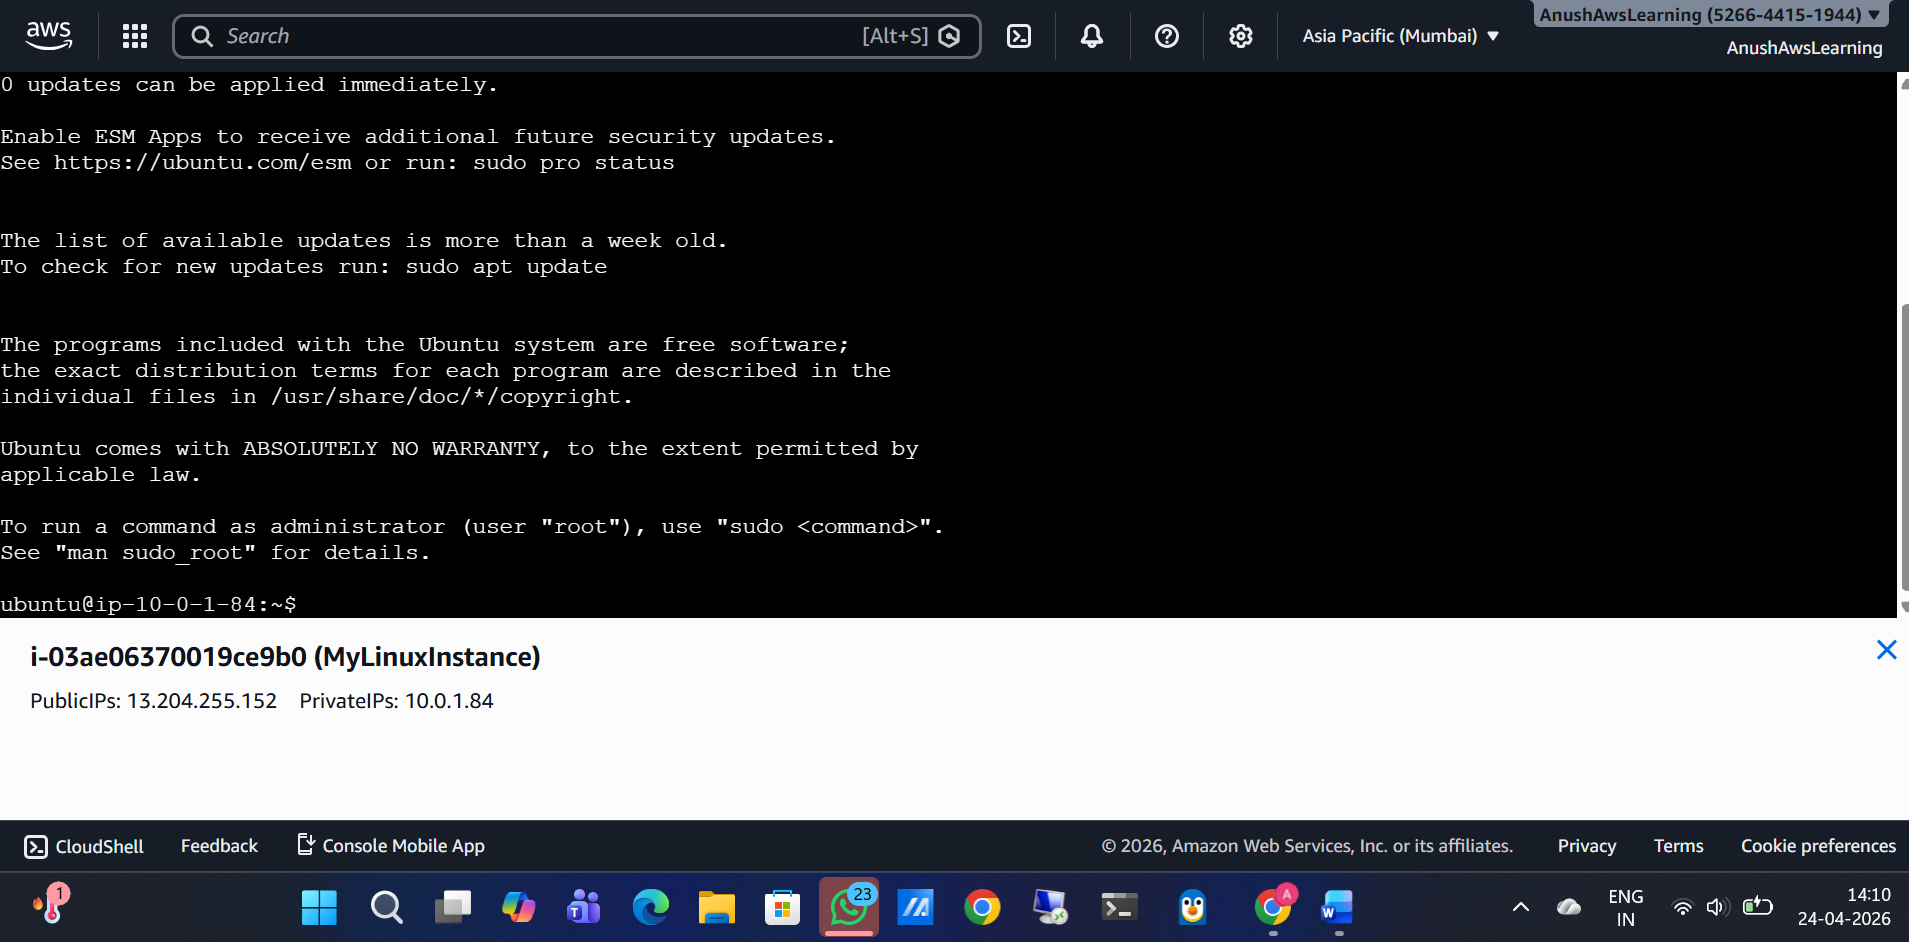 aws
Search
[Alt+S]
Asia Pacific (Mumbai)
AnushAwsLearning (5266-4415-1944)
AnushAwsLearning
0 updates can be applied immediately.
Enable ESM Apps to receive additional future security updates.
See https://ubuntu.com/esm or run: sudo pro status
The list of available updates is more than a week old.
To check for new updates run: sudo apt update
The programs included with the Ubuntu system are free software;
the exact distribution terms for each program are described in the
individual files in /usr/share/doc/*/copyright.
Ubuntu comes with ABSOLUTELY NO WARRANTY, to the extent permitted by
applicable law.
To run a command as administrator (user "root"), use "sudo <command>".
See "man sudo_root" for details.
ubuntu@ip-10-0-1-84:~$
i-03ae06370019ce9b0 (MyLinuxInstance)
PublicIPs: 13.204.255.152 PrivateIPs: 10.0.1.84
CloudShell Feedback Console Mobile App © 2026, Amazon Web Services, Inc. or its affiliates. Privacy Terms Cookie preferences
1
T
23
A
W
ENG
IN
14:10
24-04-2026